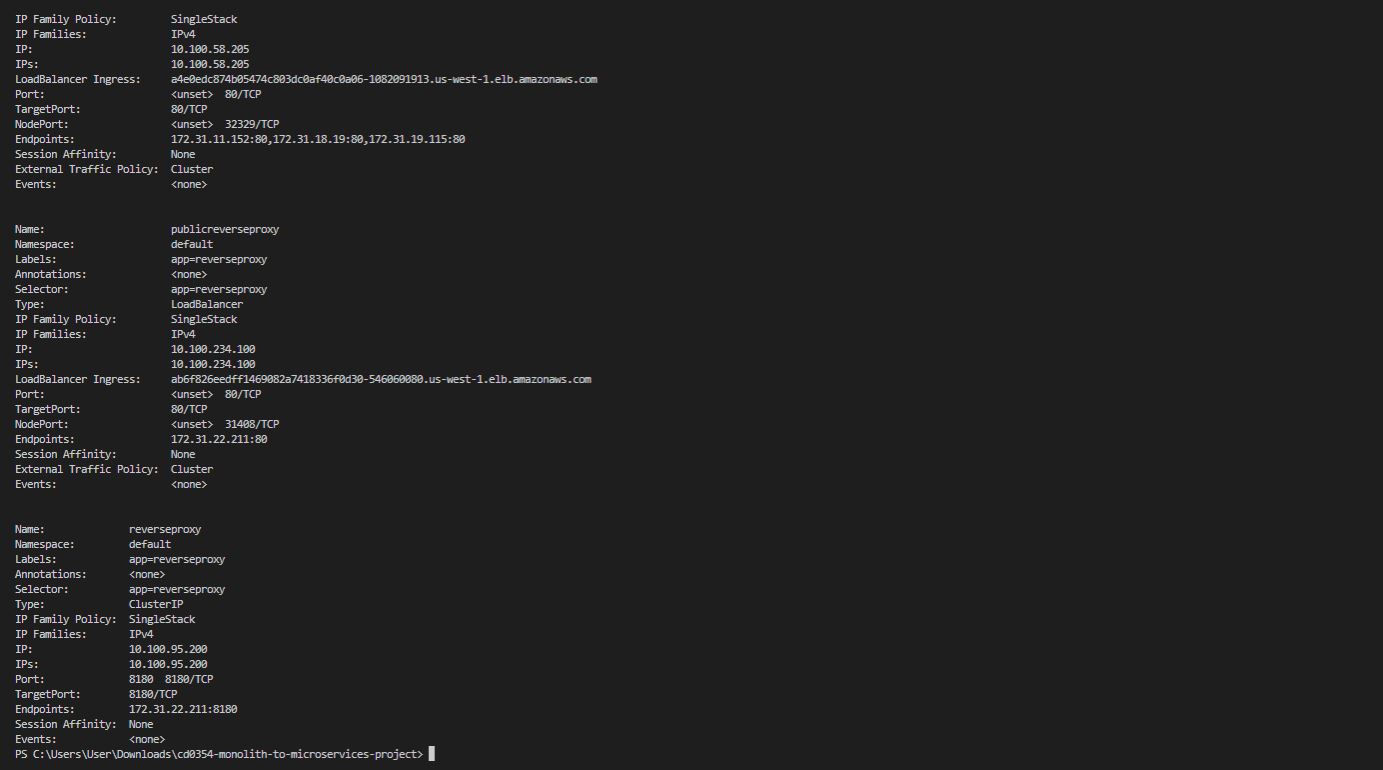 IP Family Policy: SingleStack
IP Families: IPv4
IP: 10.100.58.205
IPs: 10.100.58.205
LoadBalancer Ingress: a4e0edc874b05474c803dc0af40c0a06-1082091913.us-west-1.elb.amazonaws.com
Port: <unset> 80/TCP
TargetPort: 80/TCP
NodePort: <unset> 32329/TCP
Endpoints: 172.31.11.152:80,172.31.18.19:80,172.31.19.115:80
Session Affinity: None
External Traffic Policy: Cluster
Events: <none>
Name: publicreverseproxy
Namespace: default
Labels: app=reverseproxy
Annotations: <none>
Selector: app=reverseproxy
Type: LoadBalancer
IP Family Policy: SingleStack
IP Families: IPv4
IP: 10.100.234.100
IPs: 10.100.234.100
LoadBalancer Ingress: ab6f826eedff1469082a7418336f0d30-546060080.us-west-1.elb.amazonaws.com
Port: <unset> 80/TCP
TargetPort: 80/TCP
NodePort: <unset> 31408/TCP
Endpoints: 172.31.22.211:80
Session Affinity: None
External Traffic Policy: Cluster
Events: <none>
Name: reverseproxy
Namespace: default
Labels: app=reverseproxy
Annotations: <none>
Selector: app=reverseproxy
Type: ClusterIP
IP Family Policy: SingleStack
IP Families: IPv4
IP: 10.100.95.200
IPs: 10.100.95.200
Port: 8180 8180/TCP
TargetPort: 8180/TCP
Endpoints: 172.31.22.211:8180
Session Affinity: None
Events: <none>
PS C:\Users\User\Downloads\cd0354-monolith-to-microservices-project>